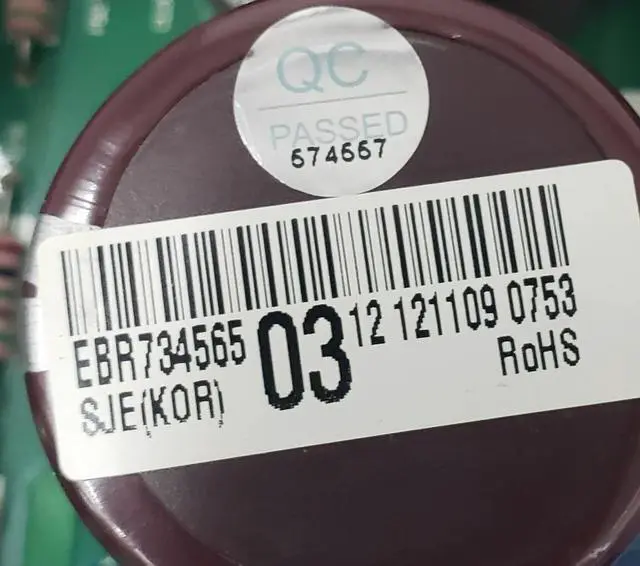 QC
PASSED
674667
EBR734565 03 12 121109 0753
SJE(KOR) RoHS